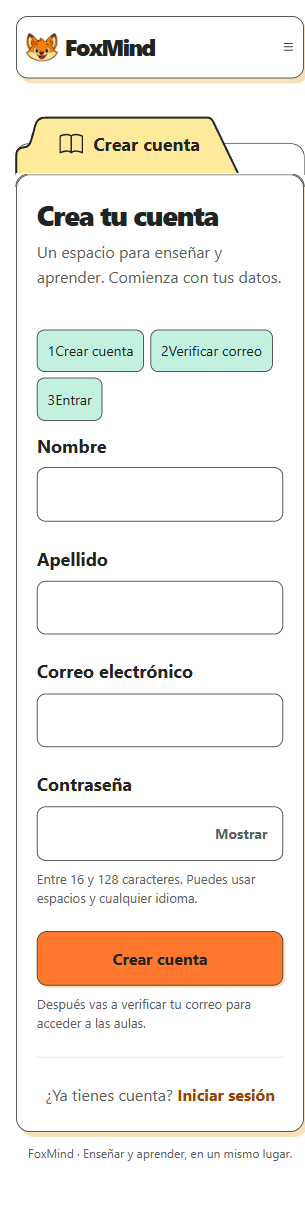 FoxMind
Crear cuenta
Crea tu cuenta
Un espacio para enseñar y
aprender. Comienza con tus datos.
1Crear cuenta
2Verificar correo
3Entrar
Nombre
Apellido
Correo electrónico
Contraseña
Mostrar
Entre 16 y 128 caracteres. Puedes usar
espacios y cualquier idioma.
Crear cuenta
Después vas a verificar tu correo para
acceder a las aulas.
¿Ya tienes cuenta? Iniciar sesión
FoxMind · Enseñar y aprender, en un mismo lugar.